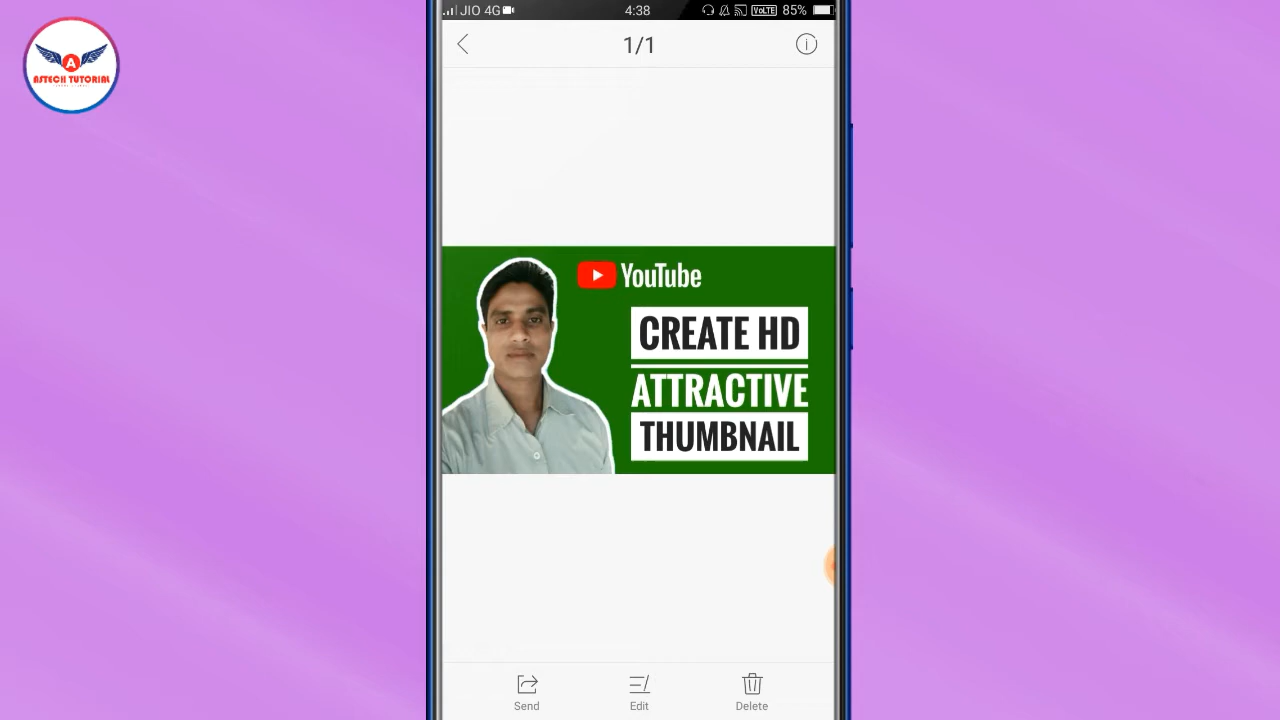 JIO 4G
4:38
VoLTE 85%
1/1
A
ASTECH TUTORIAL
YouTube
CREATE HD
ATTRACTIVE
THUMBNAIL
Send
Edit
Delete